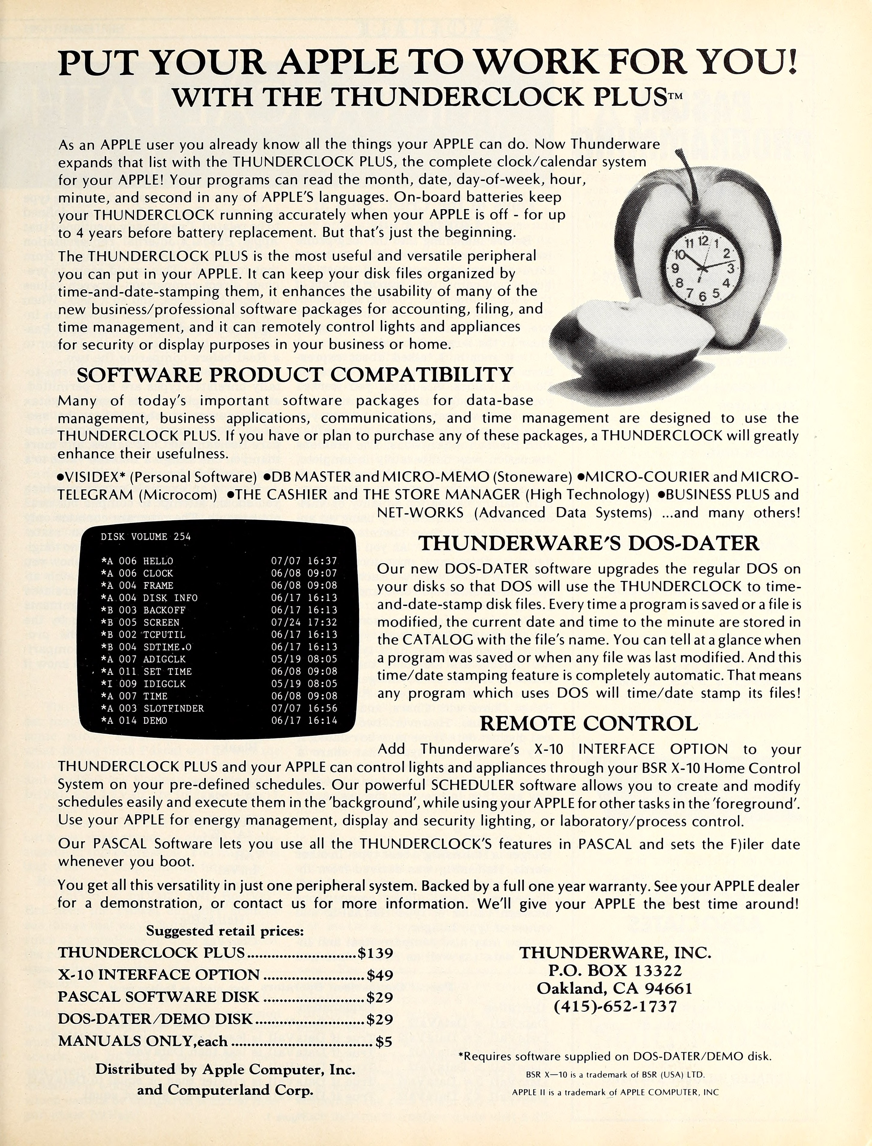 PUT YOUR APPLE TO WORK FOR YOU!
WITH THE THUNDERCLOCK PLUS™
As an APPLE user you already know all the things your APPLE can do. Now Thunderware
expands that list with the THUNDERCLOCK PLUS, the complete clock/calendar system
for your APPLE! Your programs can read the month, date, day-of-week, hour,
minute, and second in any of APPLE'S languages. On-board batteries keep
your THUNDERCLOCK running accurately when your APPLE is off - for up
to 4 years before battery replacement. But that's just the beginning.
The THUNDERCLOCK PLUS is the most useful and versatile peripheral
you can put in your APPLE. It can keep your disk files organized by
time-and-date-stamping them, it enhances the usability of many of the
new business/professional software packages for accounting, filing, and
time management, and it can remotely control lights and appliances
for security or display purposes in your business or home.
11 12 1
10 2
9 3
8 4
7 6 5
SOFTWARE PRODUCT COMPATIBILITY
Many of today's important software packages for data-base
management, business applications, communications, and time management are designed to use the
THUNDERCLOCK PLUS. If you have or plan to purchase any of these packages, a THUNDERCLOCK will greatly
enhance their usefulness.
●VISIDEX* (Personal Software) ●DB MASTER and MICRO-MEMO (Stoneware) ●MICRO-COURIER and MICRO-
TELEGRAM (Microcom) ●THE CASHIER and THE STORE MANAGER (High Technology) ●BUSINESS PLUS and
NET-WORKS (Advanced Data Systems) ...and many others!
DISK VOLUME 254
*A 006 HELLO 07/07 16:37
*A 006 CLOCK 06/08 09:07
*A 004 FRAME 06/08 09:08
*A 004 DISK INFO 06/17 16:13
*B 003 BACKOFF 06/17 16:13
*B 005 SCREEN 07/24 17:32
*B 002 TCPUTIL 06/17 16:13
*B 004 SDTIME.O 06/17 16:13
*A 007 ADIGCLK 05/19 08:05
*A 011 SET TIME 06/08 09:08
*I 009 IDIGCLK 05/19 08:05
*A 007 TIME 06/08 09:08
*A 003 SLOTFINDER 07/07 16:56
*A 014 DEMO 06/17 16:14
THUNDERWARE'S DOS-DATER
Our new DOS-DATER software upgrades the regular DOS on
your disks so that DOS will use the THUNDERCLOCK to time-
and-date-stamp disk files. Every time a program is saved or a file is
modified, the current date and time to the minute are stored in
the CATALOG with the file's name. You can tell at a glance when
a program was saved or when any file was last modified. And this
time/date stamping feature is completely automatic. That means
any program which uses DOS will time/date stamp its files!
REMOTE CONTROL
Add Thunderware's X-10 INTERFACE OPTION to your
THUNDERCLOCK PLUS and your APPLE can control lights and appliances through your BSR X-10 Home Control
System on your pre-defined schedules. Our powerful SCHEDULER software allows you to create and modify
schedules easily and execute them in the 'background', while using your APPLE for other tasks in the 'foreground'.
Use your APPLE for energy management, display and security lighting, or laboratory/process control.
Our PASCAL Software lets you use all the THUNDERCLOCK'S features in PASCAL and sets the F)iler date
whenever you boot.
You get all this versatility in just one peripheral system. Backed by a full one year warranty. See your APPLE dealer
for a demonstration, or contact us for more information. We'll give your APPLE the best time around!
Suggested retail prices:
THUNDERCLOCK PLUS...........................$139
X-10 INTERFACE OPTION .........................$49
PASCAL SOFTWARE DISK .........................$29
DOS-DATER/DEMO DISK...........................$29
MANUALS ONLY,each ................................... $5
Distributed by Apple Computer, Inc.
and Computerland Corp.
THUNDERWARE, INC.
P.O. BOX 13322
Oakland, CA 94661
(415)-652-1737
*Requires software supplied on DOS-DATER/DEMO disk.
BSR X—10 is a trademark of BSR (USA) LTD.
APPLE II is a trademark of APPLE COMPUTER, INC